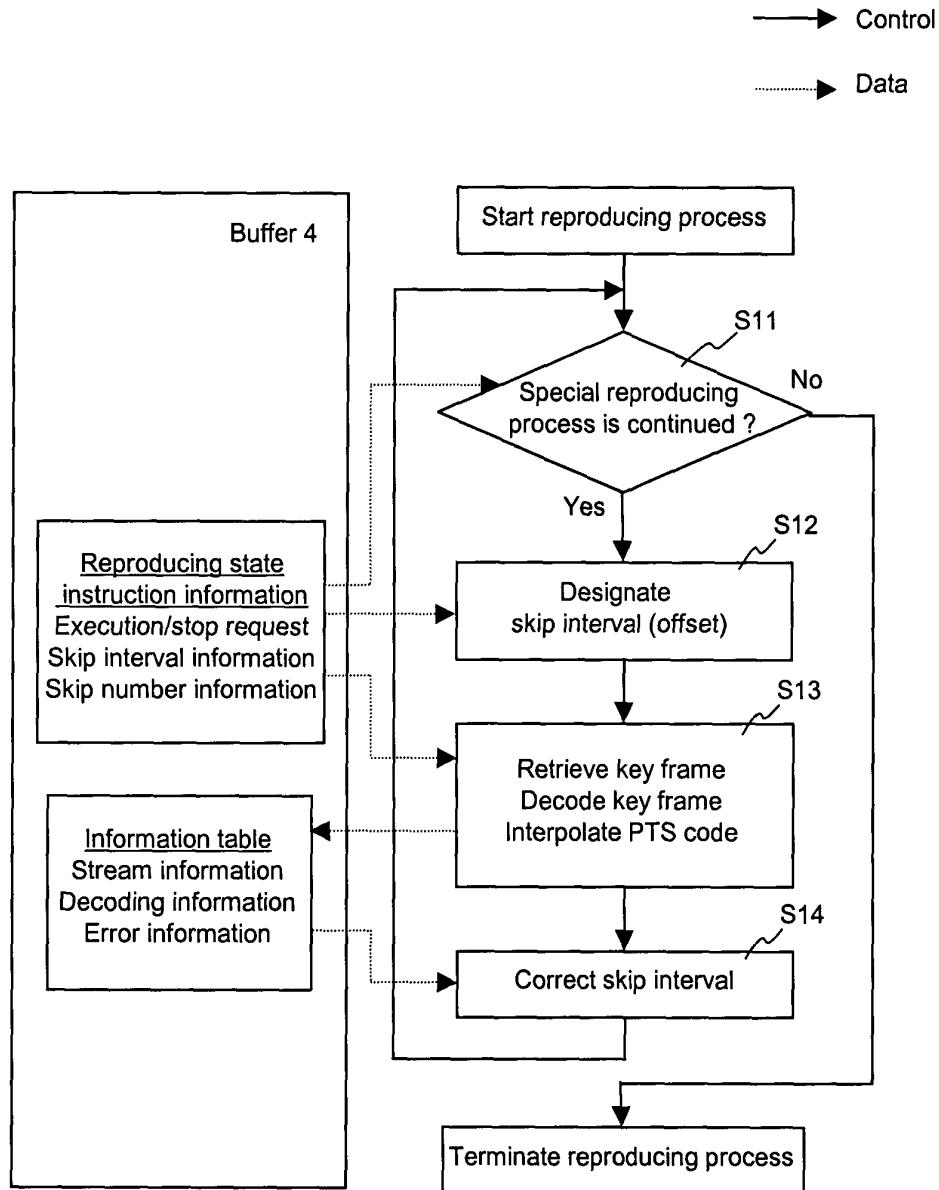 Control
Data
Buffer 4
Start reproducing process
S11
Special reproducing
process is continued ?
No
Yes
S12
Reproducing state
instruction information
Execution/stop request
Skip interval information
Skip number information
Designate
skip interval (offset)
S13
Retrieve key frame
Decode key frame
Interpolate PTS code
Information table
Stream information
Decoding information
Error information
S14
Correct skip interval
Terminate reproducing process